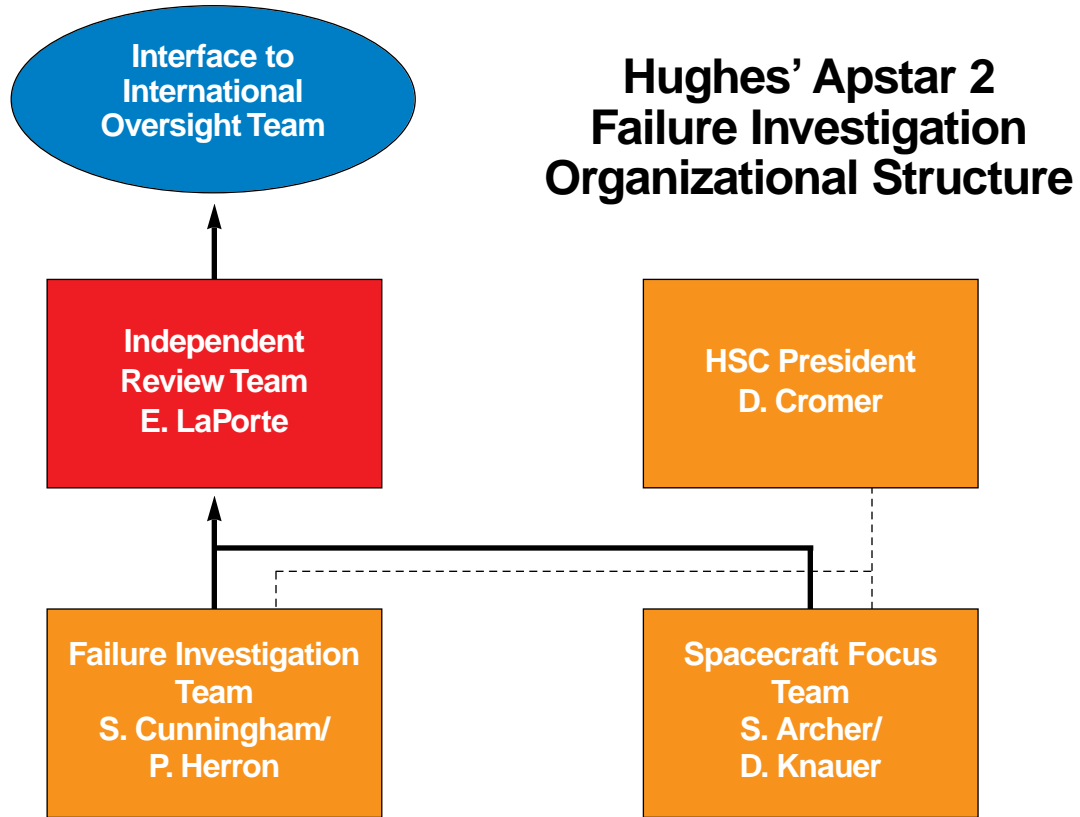 Hughes’ Apstar 2
Failure Investigation
Organizational Structure
Interface to
International
Oversight Team
Independent
Review Team
E. LaPorte
HSC President
D. Cromer
Failure Investigation
Team
S. Cunningham/
P. Herron
Spacecraft Focus
Team
S. Archer/
D. Knauer